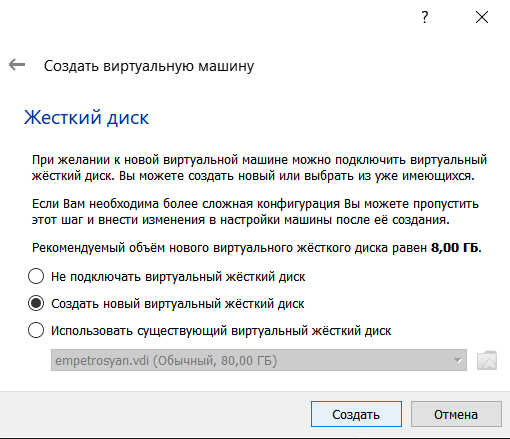 ?
Создать виртуальную машину
Жесткий диск
При желании к новой виртуальной машине можно подключить виртуальный
жёсткий диск. Вы можете создать новый или выбрать из уже имеющихся.
Если Вам необходима более сложная конфигурация Вы можете пропустить
этот шаг и внести изменения в настройки машины после её создания.
Рекомендуемый объём нового виртуального жёсткого диска равен 8,00 ГБ.
Не подключать виртуальный жёсткий диск
Создать новый виртуальный жёсткий диск
Использовать существующий виртуальный жёсткий диск
empetrosyan.vdi (Обычный, 80,00 ГБ)
Создать
Отмена